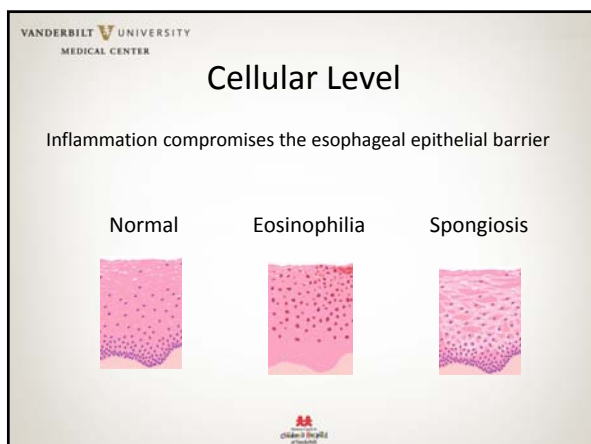 VANDERBILT UNIVERSITY
MEDICAL CENTER
Cellular Level
Inflammation compromises the esophageal epithelial barrier
Normal Eosinophilia Spongiosis